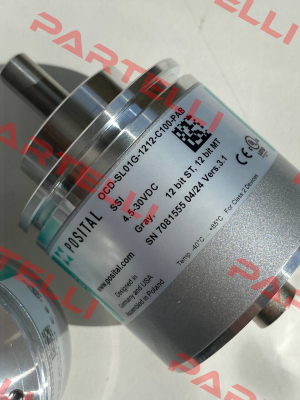 PARTELLI
OCD-SL01G-1212-C100-PAB
SSI
4,5-30VDC
Gray, 12 bit ST, 12 bit MT
SN 7081555 04/24 Vers.3.1
POSITAL
Temp. -40°C +85°C For Class 2 Devices
www.posital.com
Designed in
Germany and USA
Assembled in Poland
PARTELLI
CE